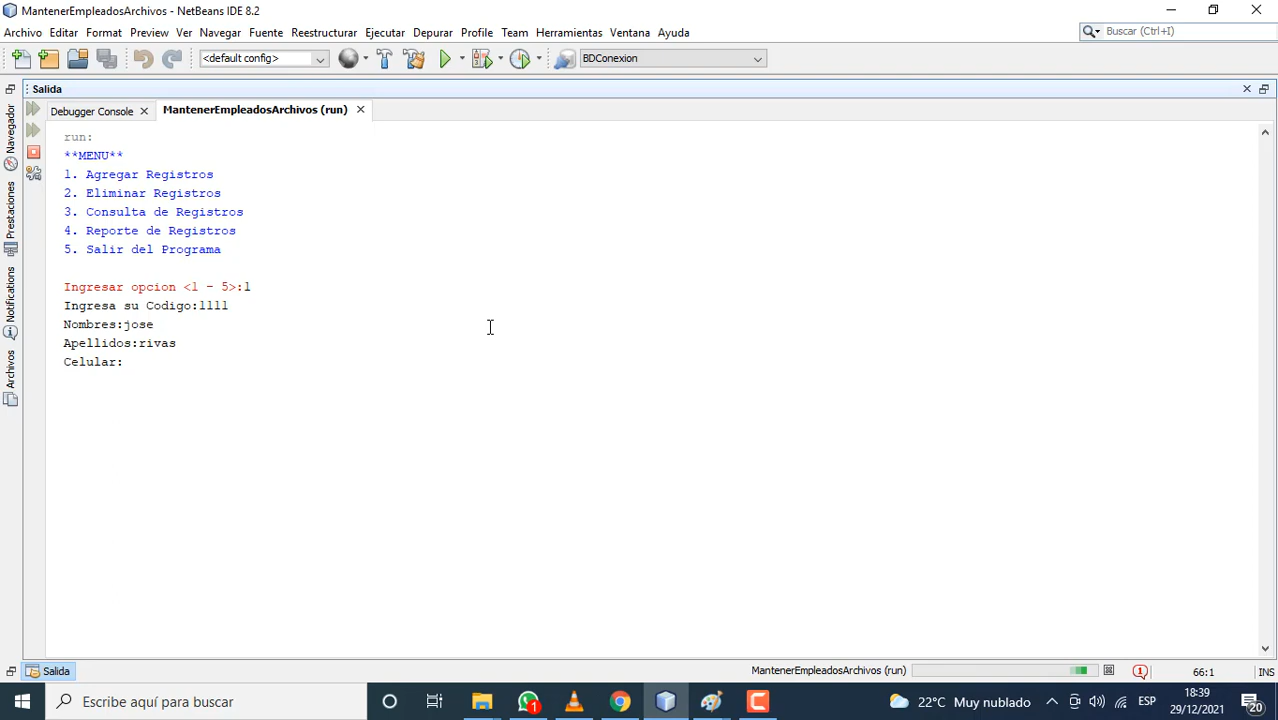 MantenerEmpleadosArchivos - NetBeans IDE 8.2
Archivo Editar Format Preview Ver Navegar Fuente Reestructurar Ejecutar Depurar Profile Team Herramientas Ventana Ayuda
Buscar (Ctrl+I)
<default config>
BDConexion
Salida
Debugger Console
MantenerEmpleadosArchivos (run)
Navegador
Prestaciones
Notifications
Archivos
run:
**MENU**
1. Agregar Registros
2. Eliminar Registros
3. Consulta de Registros
4. Reporte de Registros
5. Salir del Programa
Ingresar opcion <1 - 5>:1
Ingresa su Codigo:1111
Nombres:jose
Apellidos:rivas
Celular:
Salida
MantenerEmpleadosArchivos (run)
1
66:1
INS
Escribe aquí para buscar
1
22°C Muy nublado
ESP
18:39
29/12/2021
20